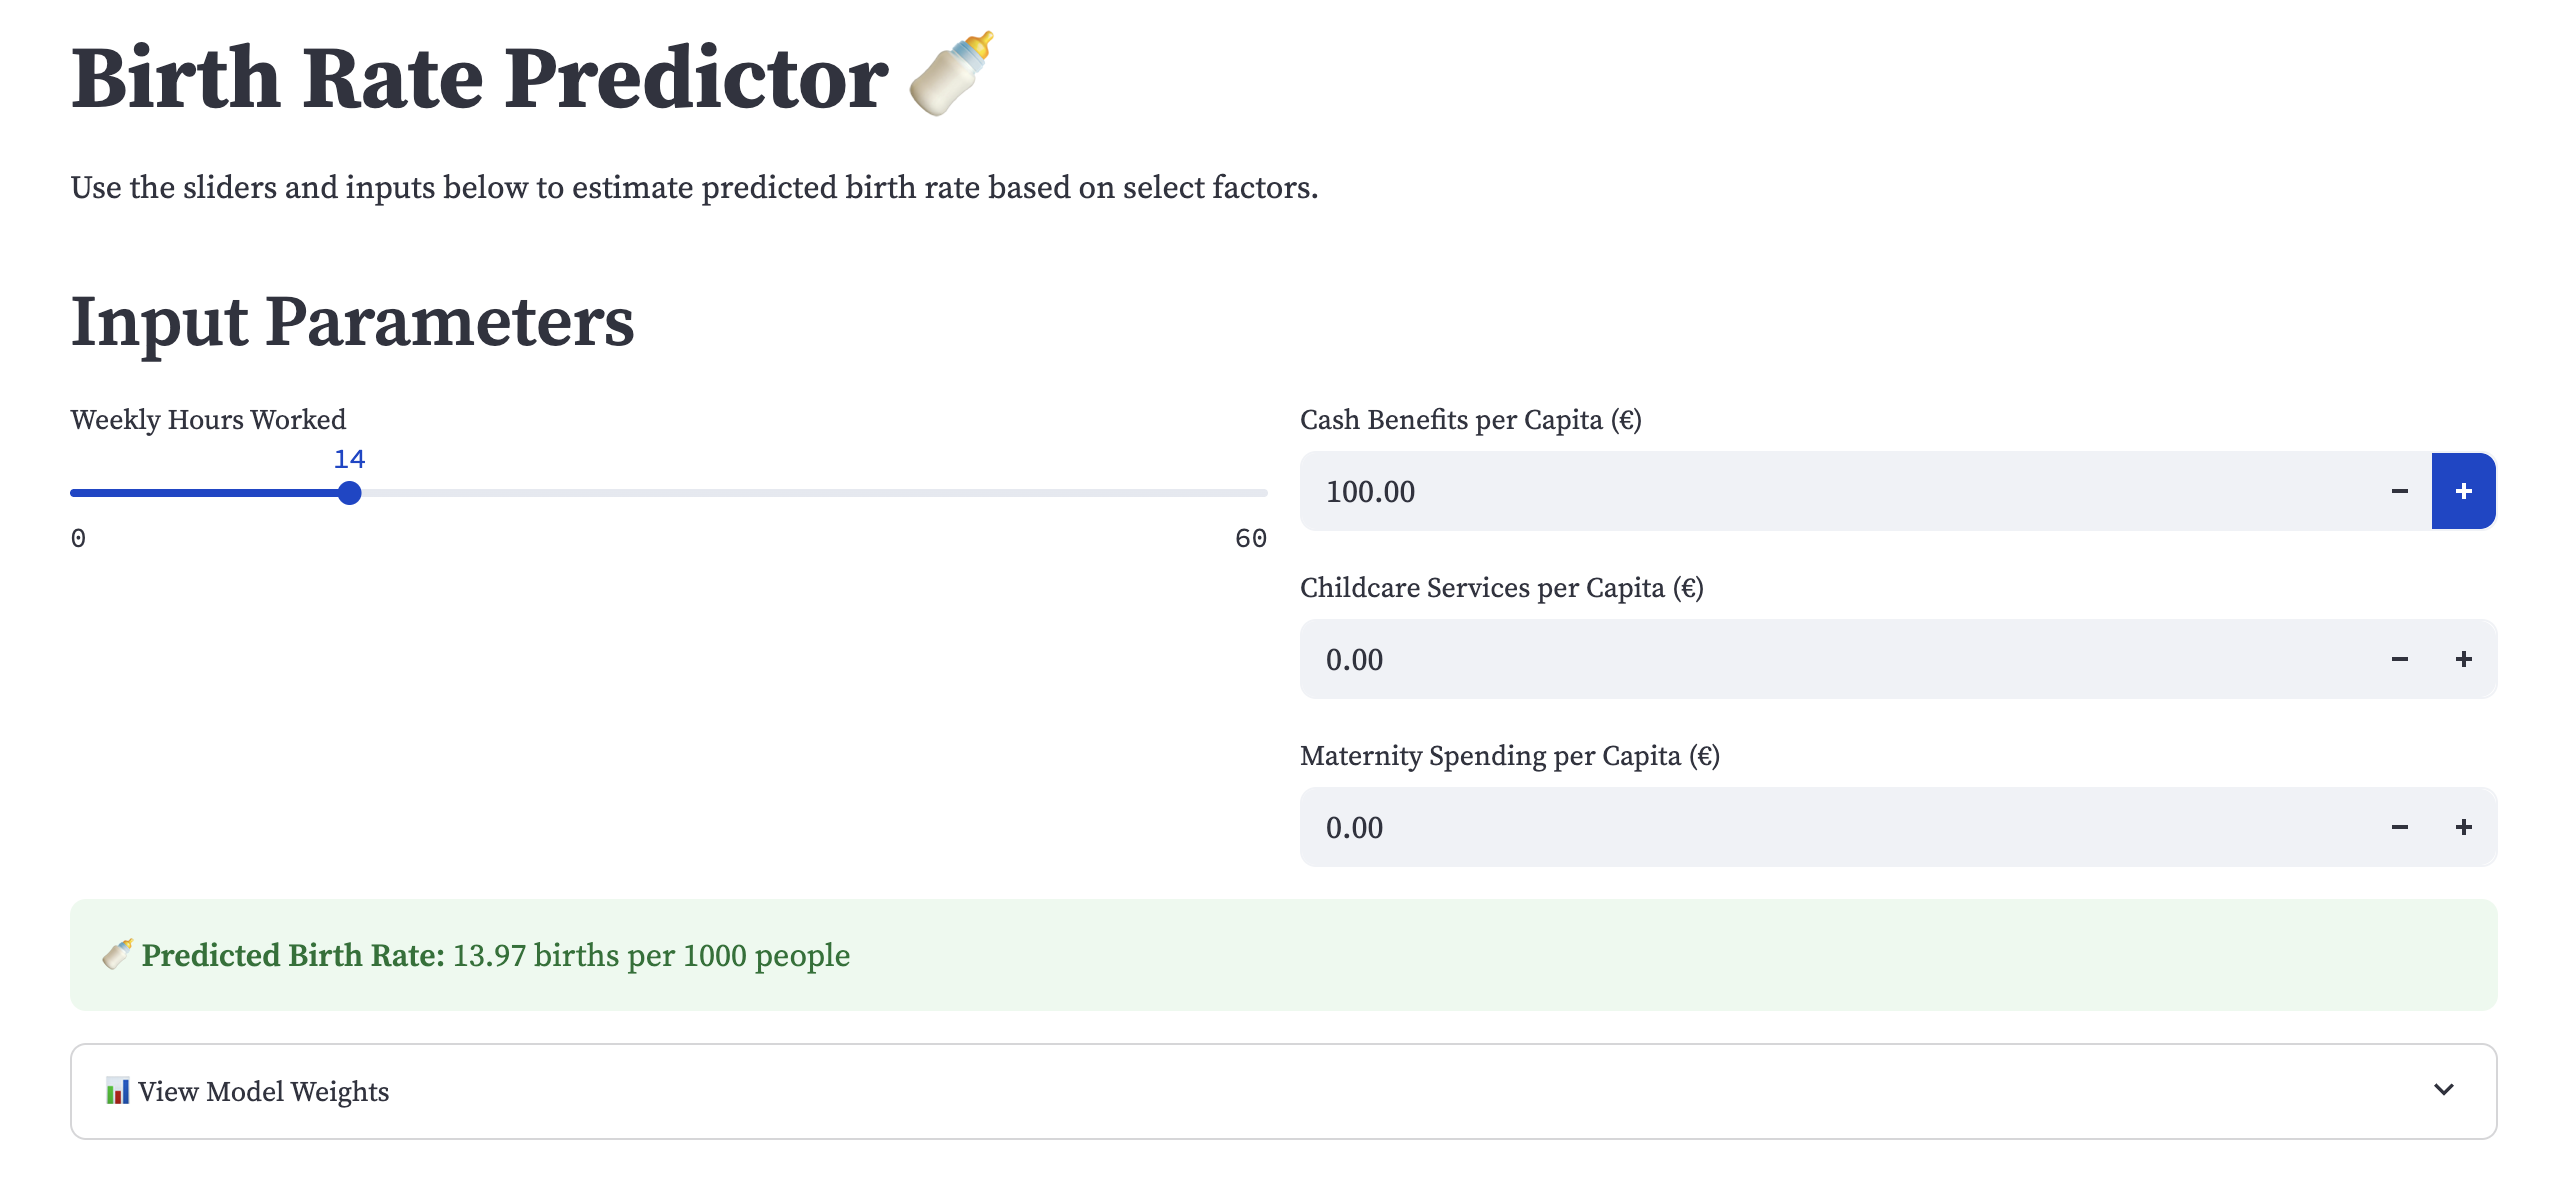 Birth Rate Predictor 🍼
Use the sliders and inputs below to estimate predicted birth rate based on select factors.
Input Parameters
Weekly Hours Worked
14
0 60
Cash Benefits per Capita (€)
100.00 − +
Childcare Services per Capita (€)
0.00 − +
Maternity Spending per Capita (€)
0.00 − +
🍼 Predicted Birth Rate: 13.97 births per 1000 people
📊 View Model Weights